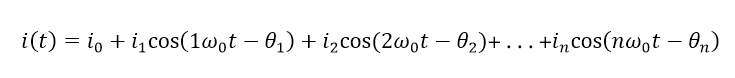 i(t) = i₀ + i₁cos(1ω₀t − θ₁) + i₂cos(2ω₀t − θ₂)+ . . . +iₙcos(nω₀t − θₙ)